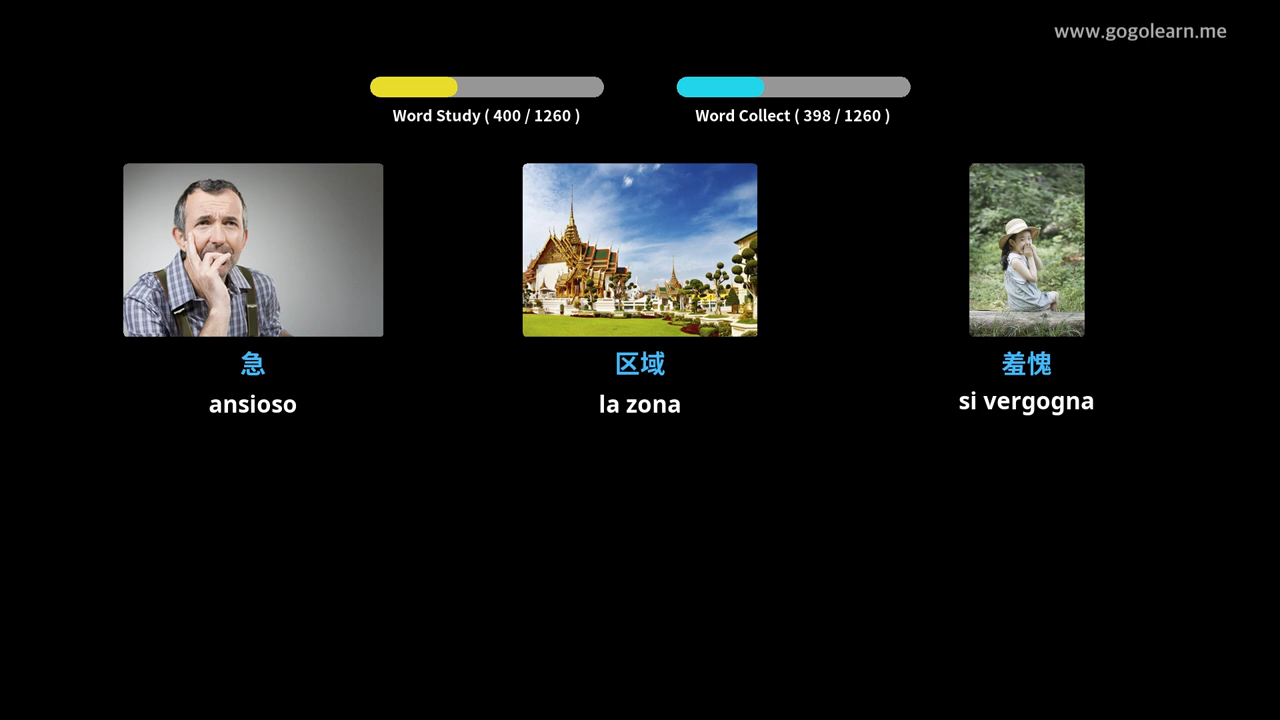 www.gogolearn.me
Word Study ( 400 / 1260 )
Word Collect ( 398 / 1260 )
急
区域
羞愧
ansioso
la zona
si vergogna